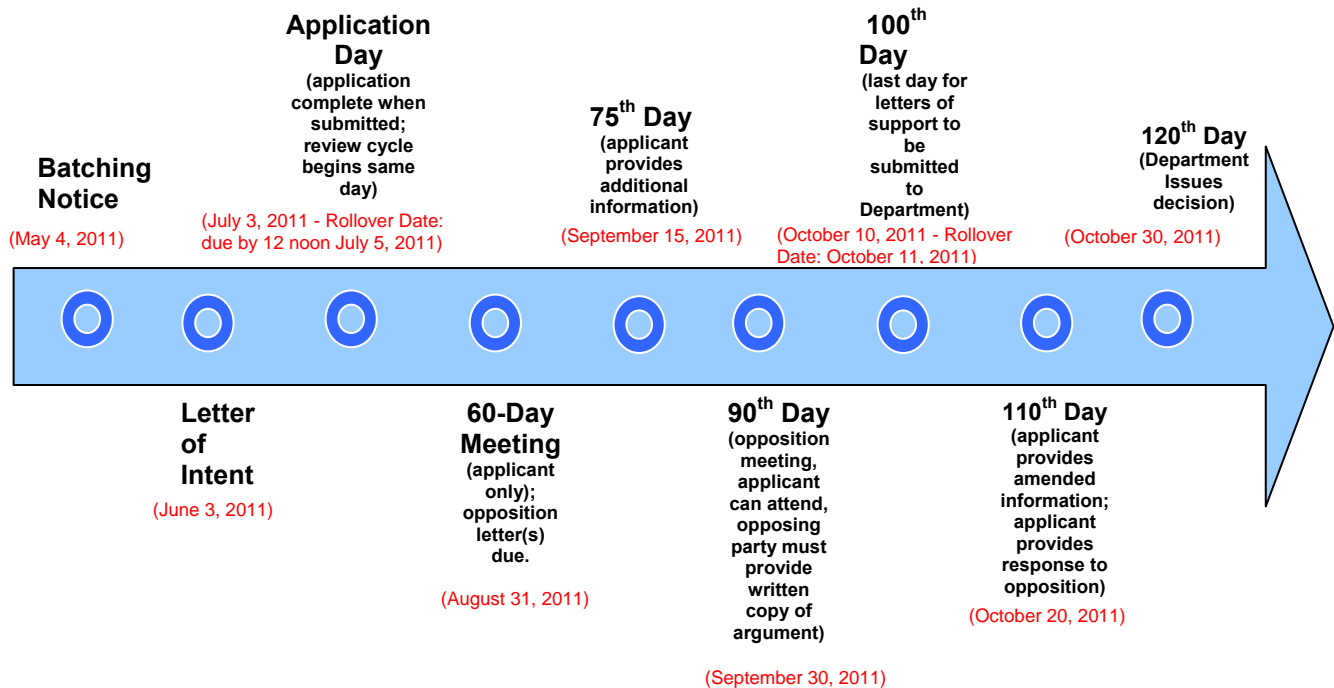 Batching
Notice
(May 4, 2011)
Letter
of
Intent
(June 3, 2011)
Application
Day
(application
complete when
submitted;
review cycle
begins same
day)
(July 3, 2011 - Rollover Date:
due by 12 noon July 5, 2011)
60-Day
Meeting
(applicant
only);
opposition
letter(s)
due.
(August 31, 2011)
75th Day
(applicant
provides
additional
information)
(September 15, 2011)
90th Day
(opposition
meeting,
applicant
can attend,
opposing
party must
provide
written
copy of
argument)
(September 30, 2011)
100th
Day
(last day for
letters of
support to
be
submitted
to
Department)
(October 10, 2011 - Rollover
Date: October 11, 2011)
110th Day
(applicant
provides
amended
information;
applicant
provides
response to
opposition)
(October 20, 2011)
120th Day
(Department
Issues
decision)
(October 30, 2011)